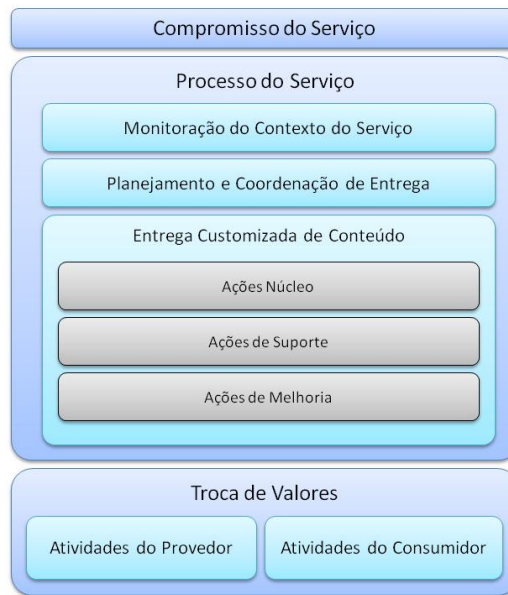 Compromisso do Serviço
Processo do Serviço
Monitoração do Contexto do Serviço
Planejamento e Coordenação de Entrega
Entrega Customizada de Conteúdo
Ações Núcleo
Ações de Suporte
Ações de Melhoria
Troca de Valores
Atividades do Provedor
Atividades do Consumidor